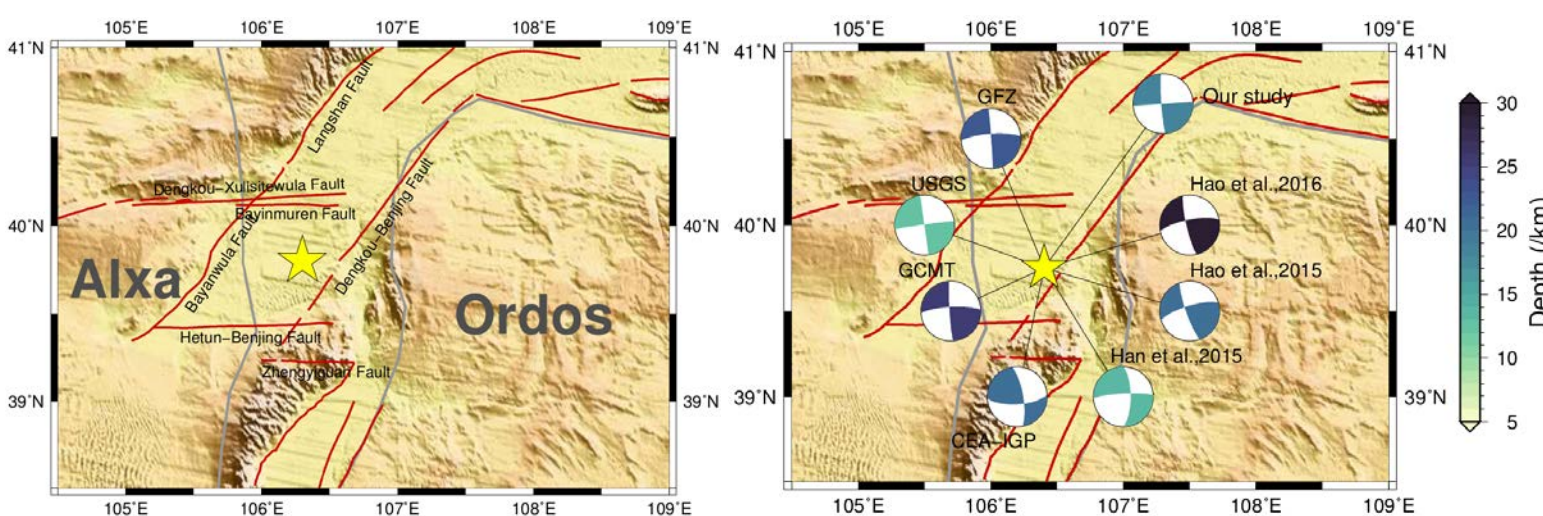 105˚E 106˚E 107˚E 108˚E 109˚E
41˚N 41˚N
Langshan Fault
Dengkou−Xulisitewula Fault
40˚N Bayinmuren Fault 40˚N
Bayanwula Fault
Dengkou−Benjing Fault
Alxa
Ordos
Hetun−Benjing Fault
Zhengyiguan Fault
39˚N 39˚N
105˚E 106˚E 107˚E 108˚E 109˚E
105˚E 106˚E 107˚E 108˚E 109˚E
41˚N 41˚N
GFZ
Our study
USGS
Hao et al.,2016
40˚N 40˚N
GCMT
Hao et al.,2015
Han et al.,2015
39˚N 39˚N
CEA−IGP
105˚E 106˚E 107˚E 108˚E 109˚E
30
25
20
15
10
5
Depth (/km)